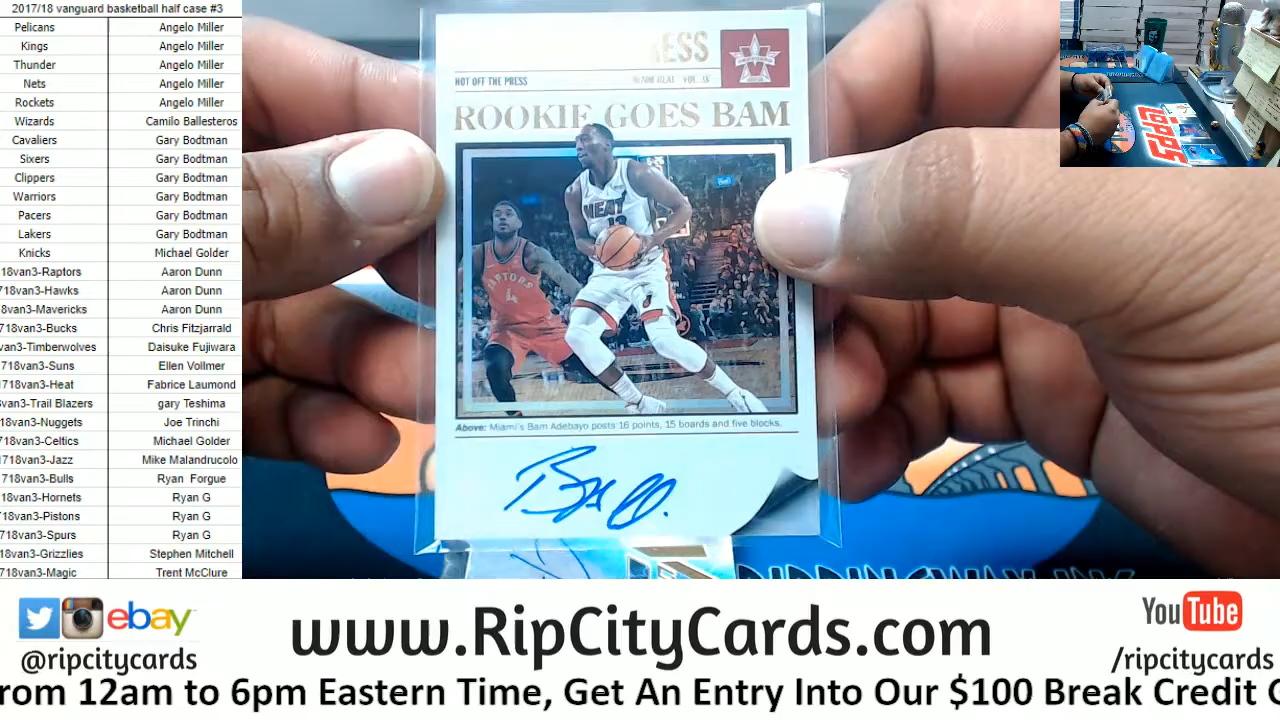 2017/18 vanguard basketball half case #3
Pelicans Angelo Miller
Kings Angelo Miller
Thunder Angelo Miller
Nets Angelo Miller
Rockets Angelo Miller
Wizards Camilo Ballesteros
Cavaliers Gary Bodtman
Sixers Gary Bodtman
Clippers Gary Bodtman
Warriors Gary Bodtman
Pacers Gary Bodtman
Lakers Gary Bodtman
Knicks Michael Golder
18van3-Raptors Aaron Dunn
718van3-Hawks Aaron Dunn
8van3-Mavericks Aaron Dunn
718van3-Bucks Chris Fitzjarrald
van3-Timberwolves Daisuke Fujiwara
718van3-Suns Ellen Vollmer
1718van3-Heat Fabrice Laumond
van3-Trail Blazers gary Teshima
18van3-Nuggets Joe Trinchi
718van3-Celtics Michael Golder
1718van3-Jazz Mike Malandrucolo
718van3-Bulls Ryan Forgue
18van3-Hornets Ryan G
718van3-Pistons Ryan G
718van3-Spurs Ryan G
18van3-Grizzlies Stephen Mitchell
718van3-Magic Trent McClure
ESS
HOT OFF THE PRESS
ROOKIE GOES BAM
HEAT
13
RAPTORS
4
Above: Miami's Bam Adebayo posts 16 points, 15 boards and five blocks.
ebay
@ripcitycards
www.RipCityCards.com
YouTube
/ripcitycards
rom 12am to 6pm Eastern Time, Get An Entry Into Our $100 Break Credit